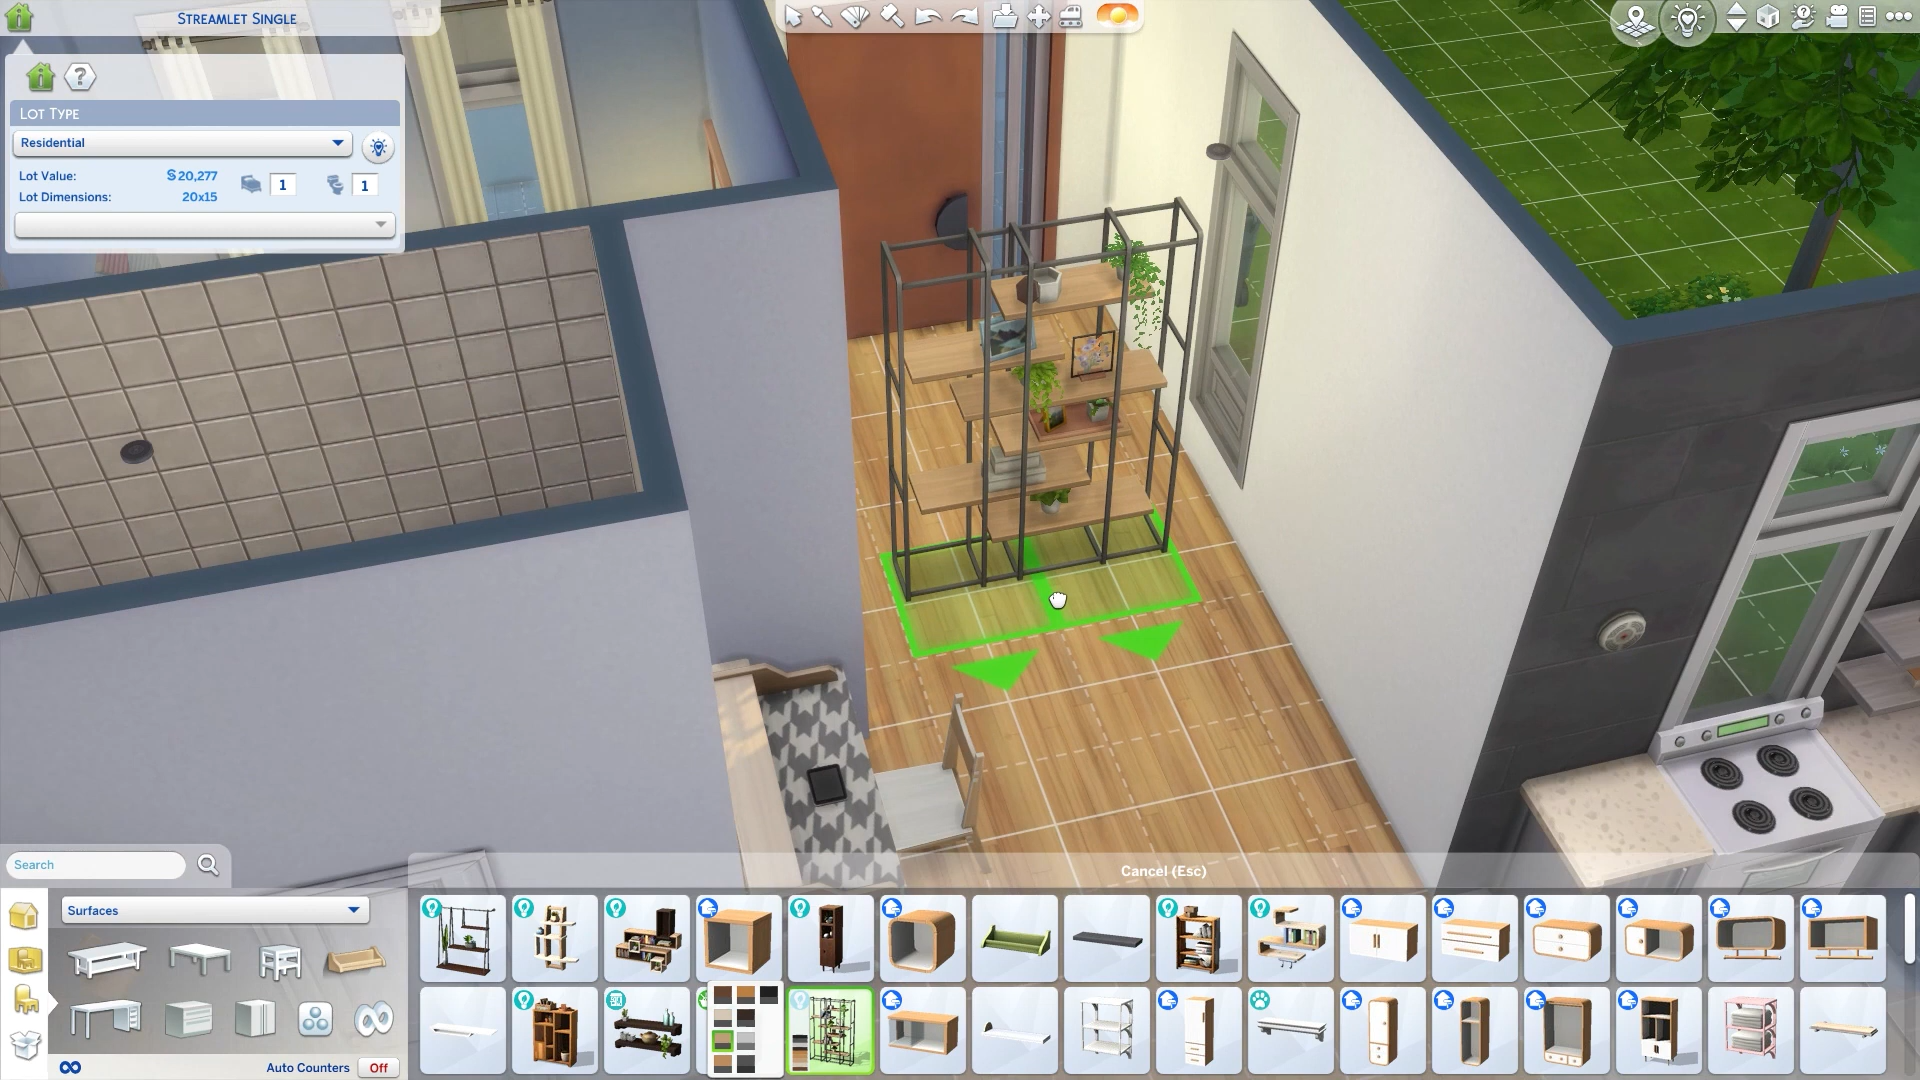 STREAMLET SINGLE
LOT TYPE
Residential
Lot Value: §20,277
1
1
Lot Dimensions: 20x15
Search
Cancel (Esc)
Surfaces
Auto Counters Off